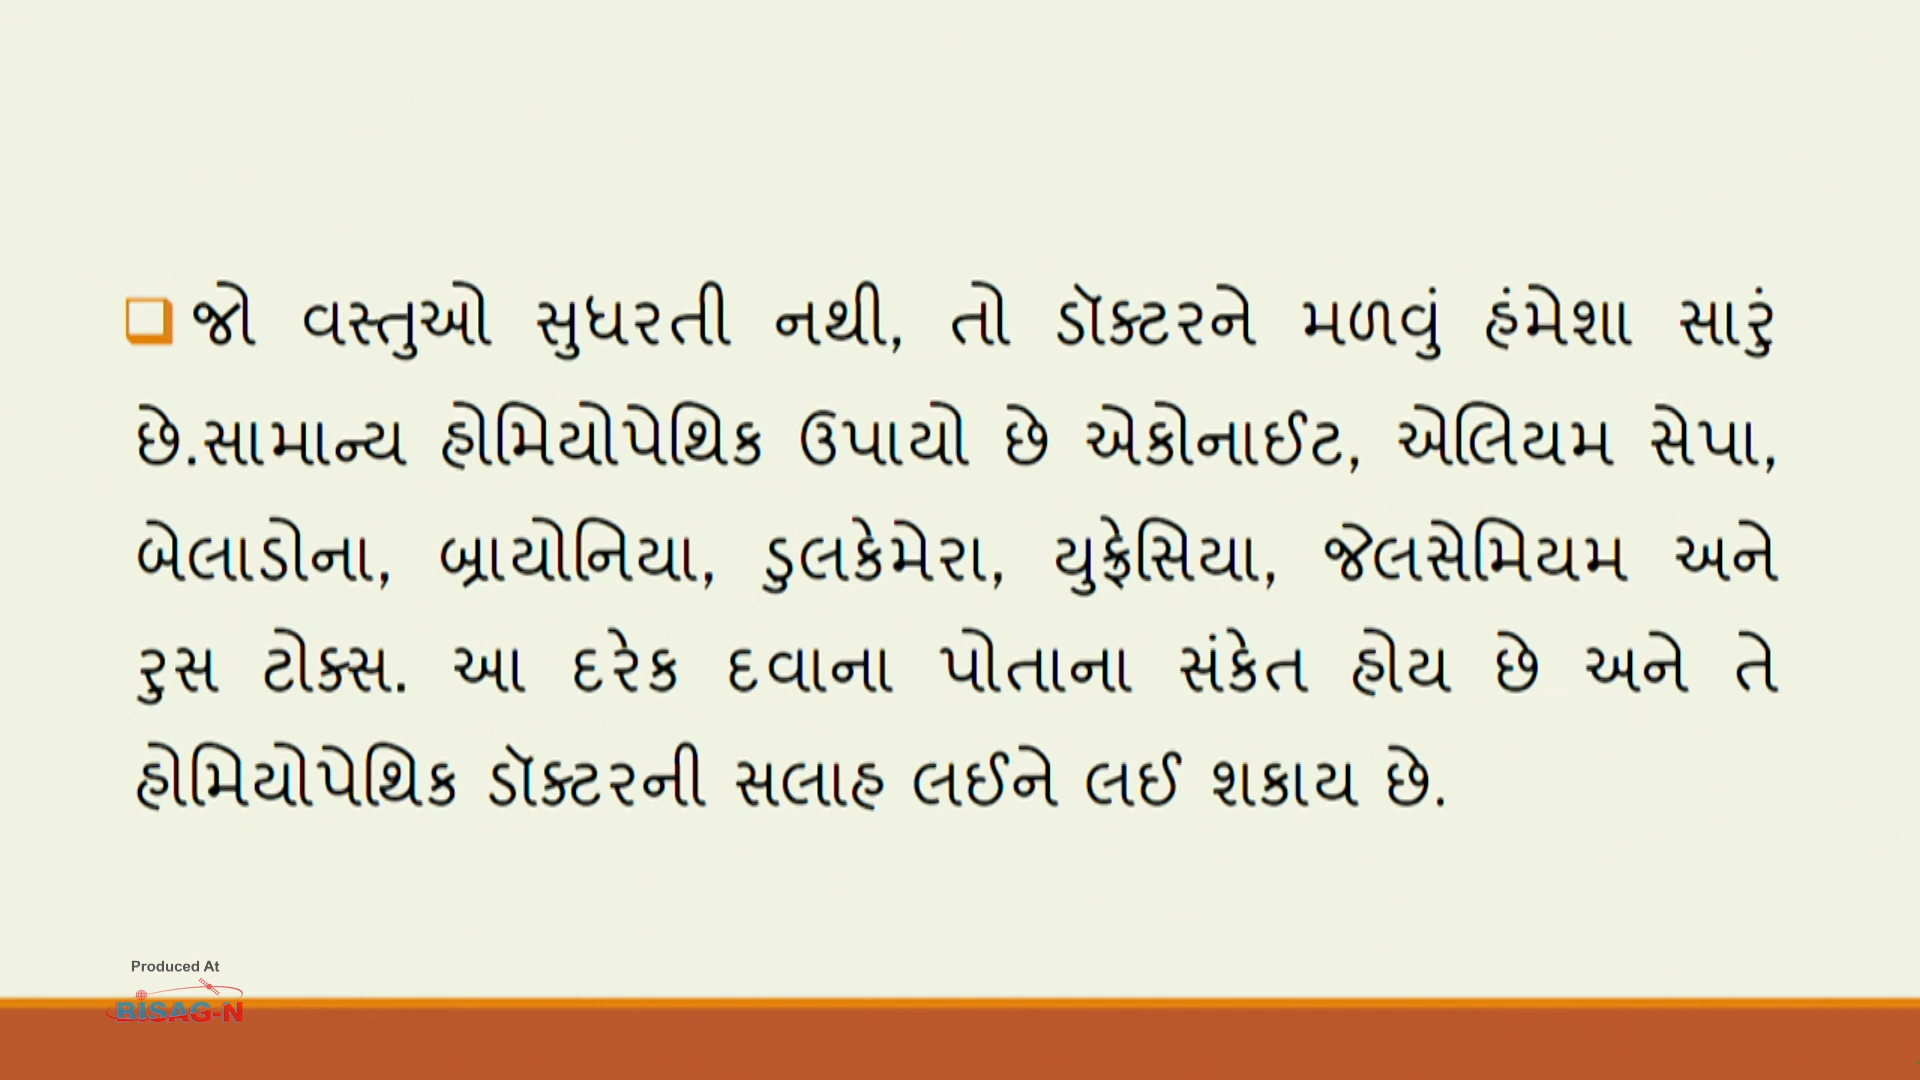 જો વસ્તુઓ સુધરતી નથી, તો ડૉક્ટરને મળવું હંમેશા સારું
છે.સામાન્ય હોમિયોપેથિક ઉપાયો છે એકોનાઈટ, એલિયમ સેપા,
બેલાડોના, બ્રાયોનિયા, ડુલકેમેરા, યુફ્રેસિયા, જેલસેમિયમ અને
રુસ ટોક્સ. આ દરેક દવાના પોતાના સંકેત હોય છે અને તે
હોમિયોપેથિક ડૉક્ટરની સલાહ લઈને લઈ શકાય છે.
Produced At
BISAG-N